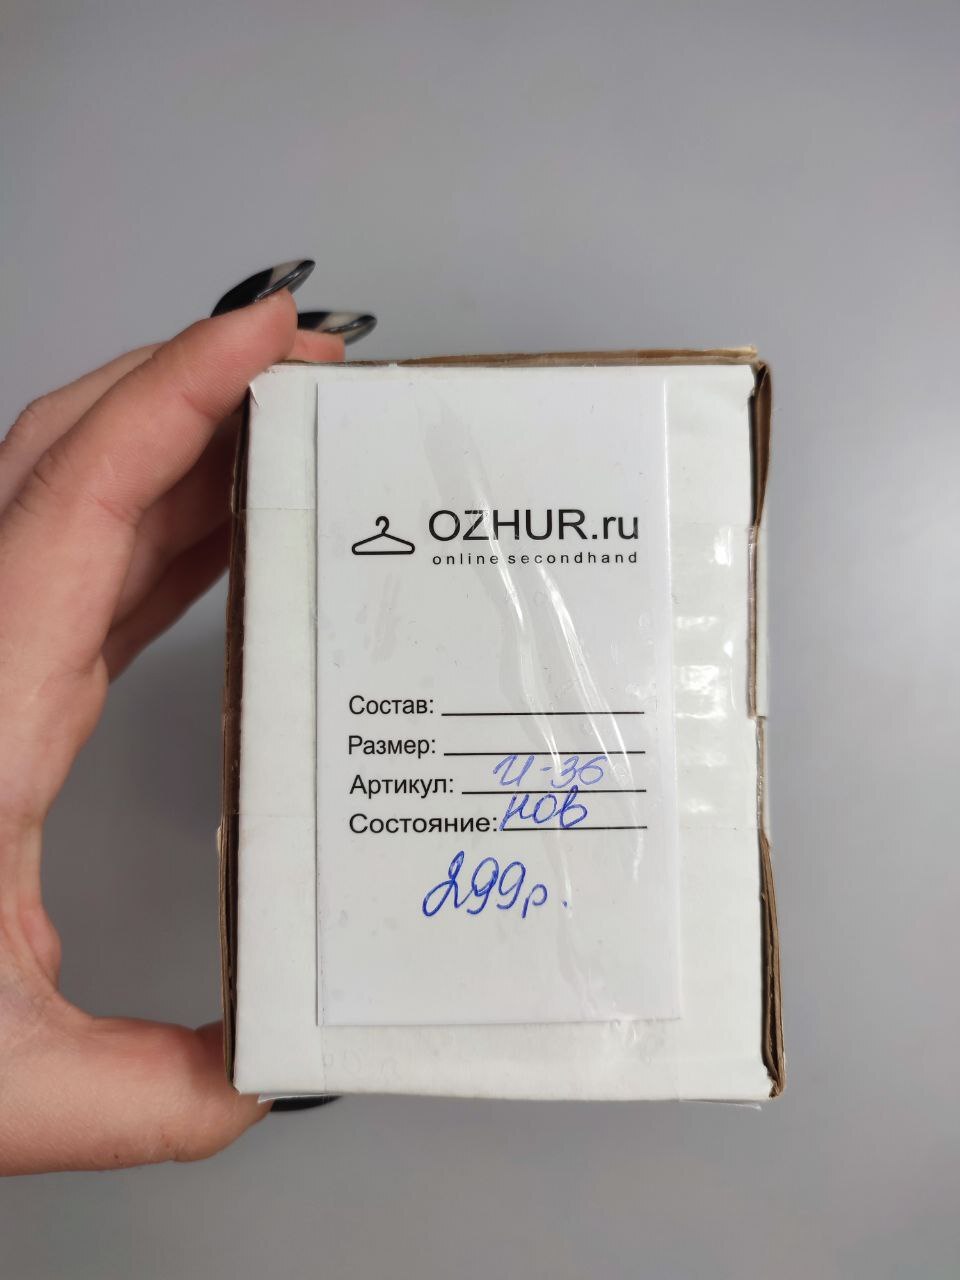 OZHUR.ru
online secondhand
Состав:
Размер:
Артикул: И-36
Состояние: нов
299р.